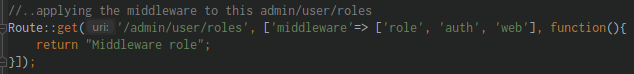 //..applying the middleware to this admin/user/roles
Route::get( uri: '/admin/user/roles', ['middleware'=> ['role', 'auth', 'web'], function(){
    return "Middleware role";
}]);